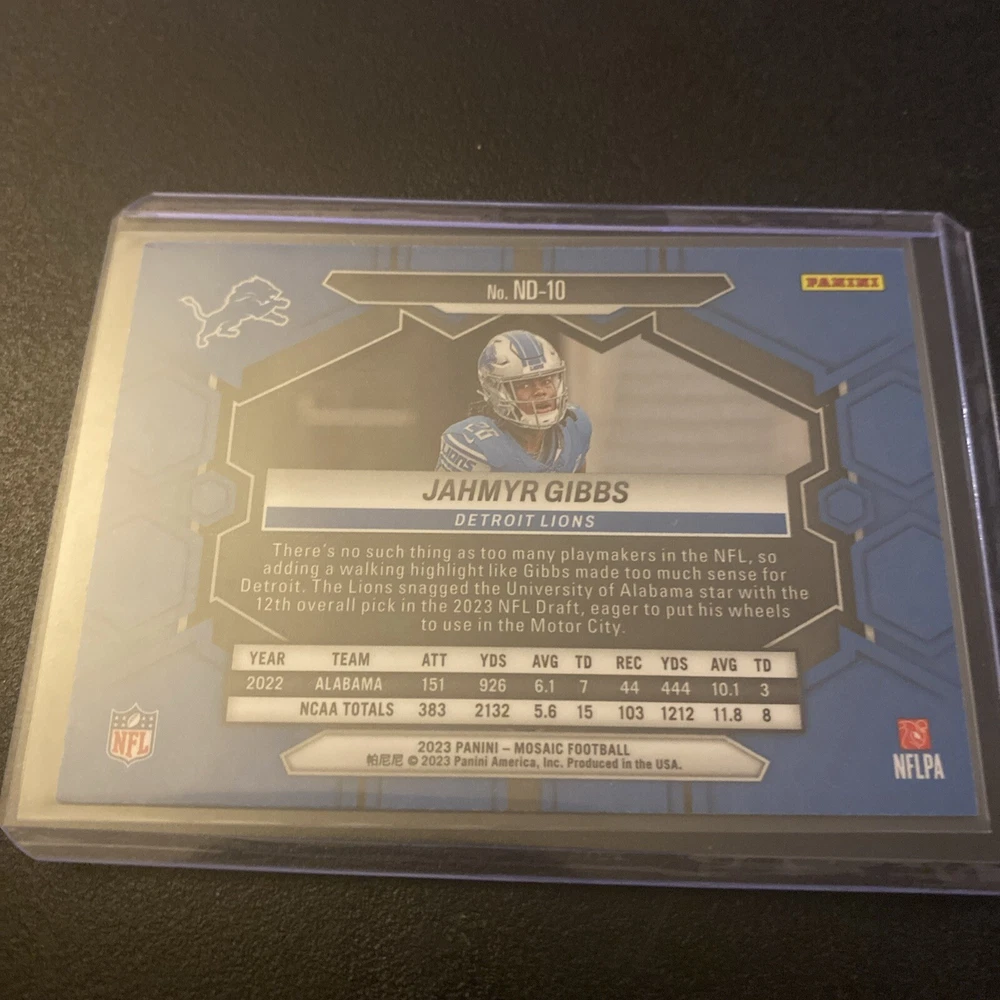 No. ND-10
PANINI
26
IONS
JAHMYR GIBBS
DETROIT LIONS
There's no such thing as too many playmakers in the NFL, so
adding a walking highlight like Gibbs made too much sense for
Detroit. The Lions snagged the University of Alabama star with the
12th overall pick in the 2023 NFL Draft, eager to put his wheels
to use in the Motor City.
YEAR TEAM ATT YDS AVG TD REC YDS AVG TD
2022 ALABAMA 151 926 6.1 7 44 444 10.1 3
NCAA TOTALS 383 2132 5.6 15 103 1212 11.8 8
NFL
2023 PANINI – MOSAIC FOOTBALL
帕尼尼 © 2023 Panini America, Inc. Produced in the USA.
NFLPA